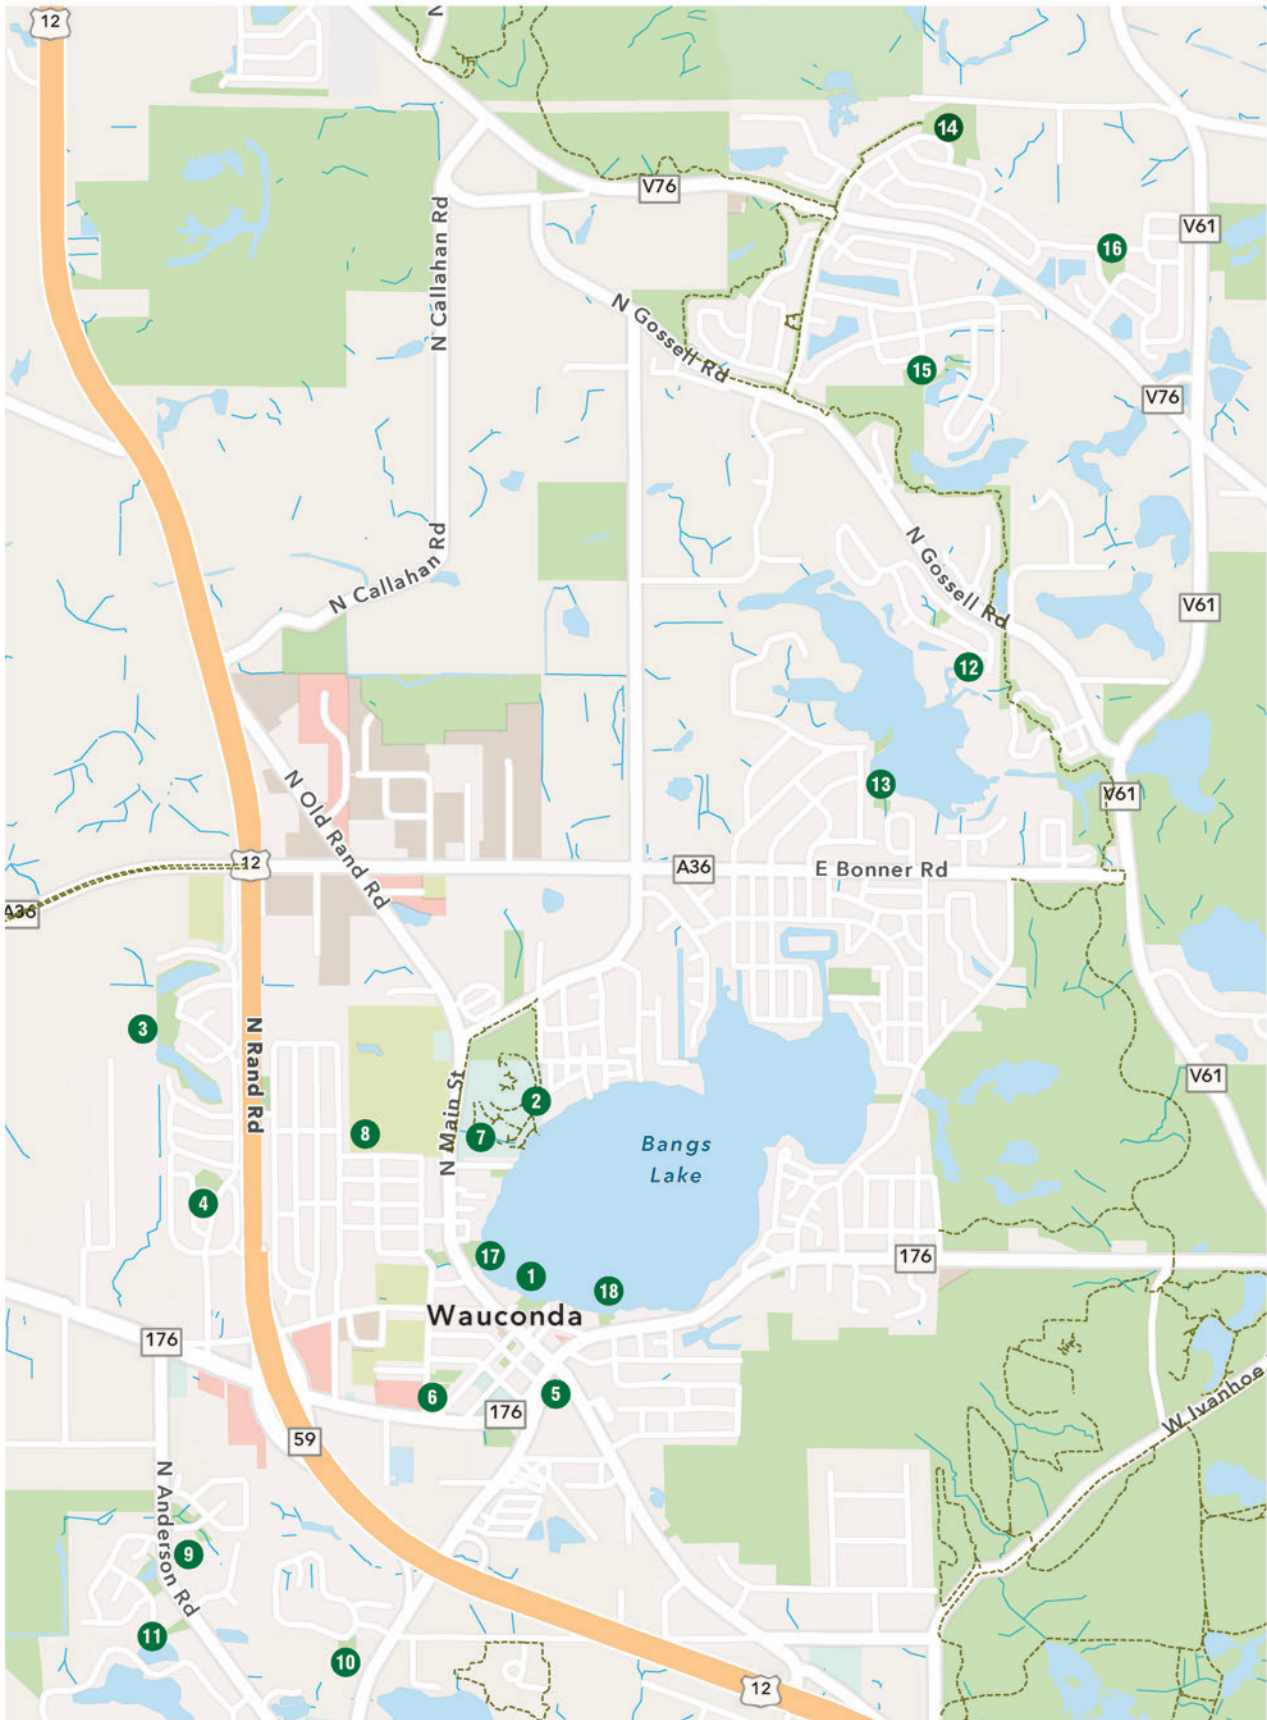 12
N
14
V76
V61
16
N Callahan Rd
N Gossell Rd
15
V76
N Callahan Rd
N Gossell Rd
V61
12
N Old Rand Rd
13
V61
12
A36
E Bonner Rd
A36
3
N Rand Rd
N Main St
2
8
7
Bangs
Lake
V61
4
17
1
18
176
Wauconda
176
6
5
176
59
W Ivanhoe
N Anderson Rd
9
11
10
12